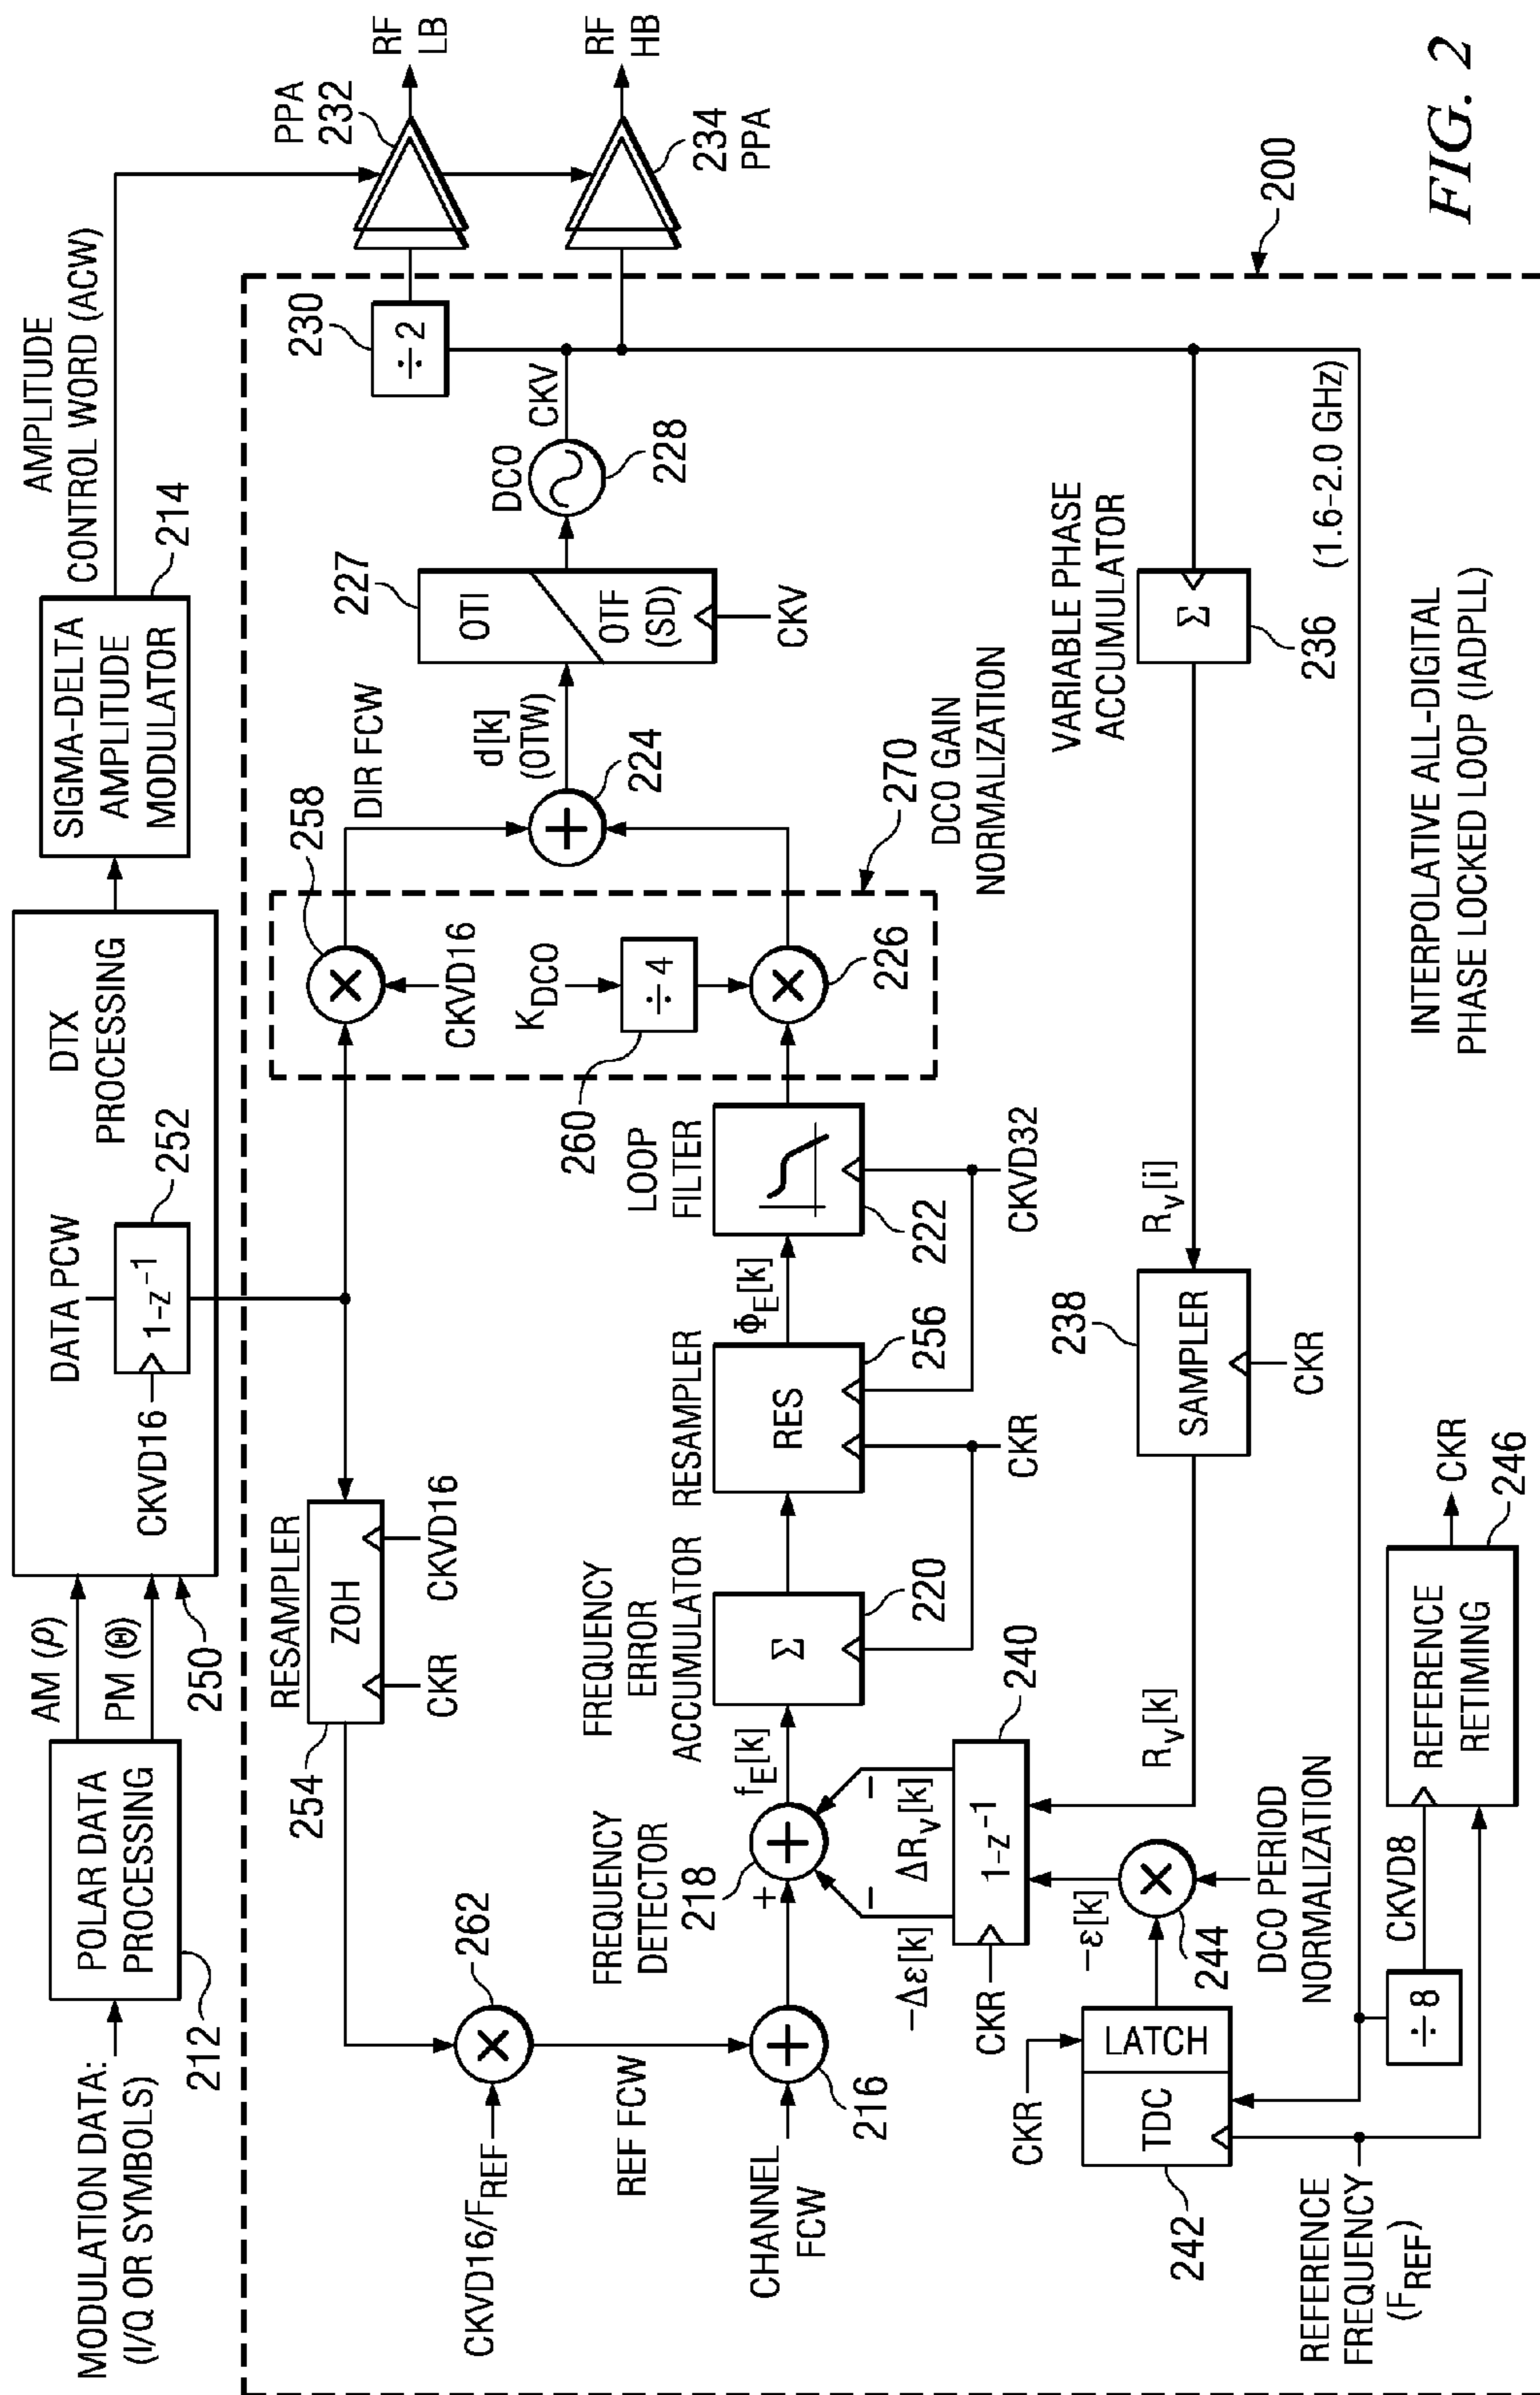 MODULATION DATA:
(I/Q OR SYMBOLS)
POLAR DATA
PROCESSING
212
AM (ρ)
PM (Θ)
250
DATA PCW
CKVD16
1-z⁻¹
252
DTX
PROCESSING
SIGMA-DELTA
AMPLITUDE
MODULATOR
214
AMPLITUDE
CONTROL WORD (ACW)
PPA
232
RF
LB
234
PPA
RF
HB
RESAMPLER
ZOH
254
CKR
CKVD16
258
CKVD16
K_DCO
÷ 4
260
226
270
DCO GAIN
NORMALIZATION
DIR FCW
d[k]
(OTW)
224
227
OTI
OTF
(SD)
CKV
DCO
228
CKV
230
÷ 2
200
CKVD16/F_REF
262
REF FCW
CHANNEL
FCW
216
FREQUENCY
DETECTOR
218
+
−
−
f_E[k]
FREQUENCY
ERROR
ACCUMULATOR
Σ
220
RESAMPLER
RES
256
CKR
Φ_E[k]
LOOP
FILTER
222
CKVD32
-Δε[k]
ΔR_v[k]
1-z⁻¹
240
CKR
-ε[k]
244
DCO PERIOD
NORMALIZATION
R_v[k]
238
SAMPLER
CKR
R_v[i]
VARIABLE PHASE
ACCUMULATOR
Σ
236
(1.6-2.0 GHz)
CKR
TDC
LATCH
242
REFERENCE
FREQUENCY
(F_REF)
÷ 8
CKVD8
REFERENCE
RETIMING
246
CKR
INTERPOLATIVE ALL-DIGITAL
PHASE LOCKED LOOP (IADPLL)
FIG. 2